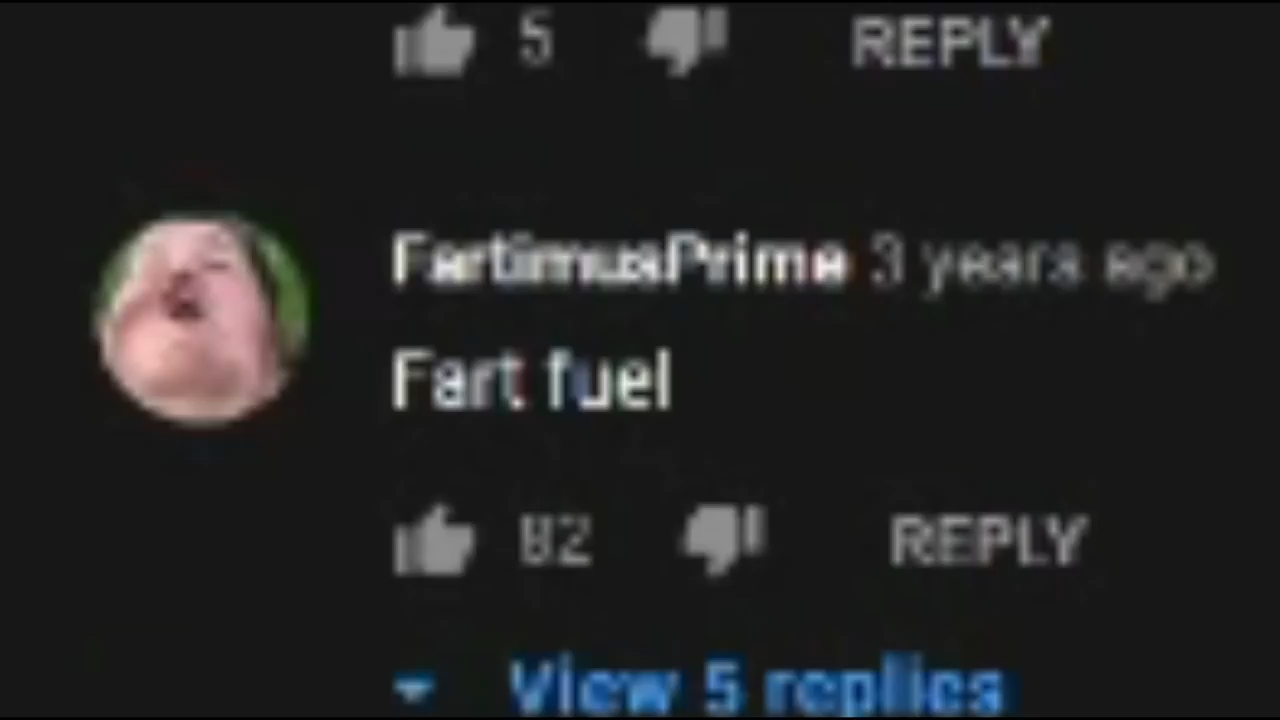 5 REPLY
FartimusPrime 3 years ago
Fart fuel
82 REPLY
View 5 replies